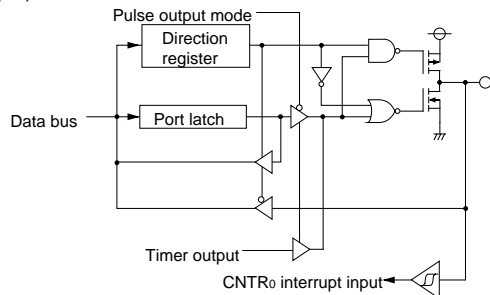 Pulse output mode
Direction
register
Data bus
Port latch
Timer output
CNTR0 interrupt input